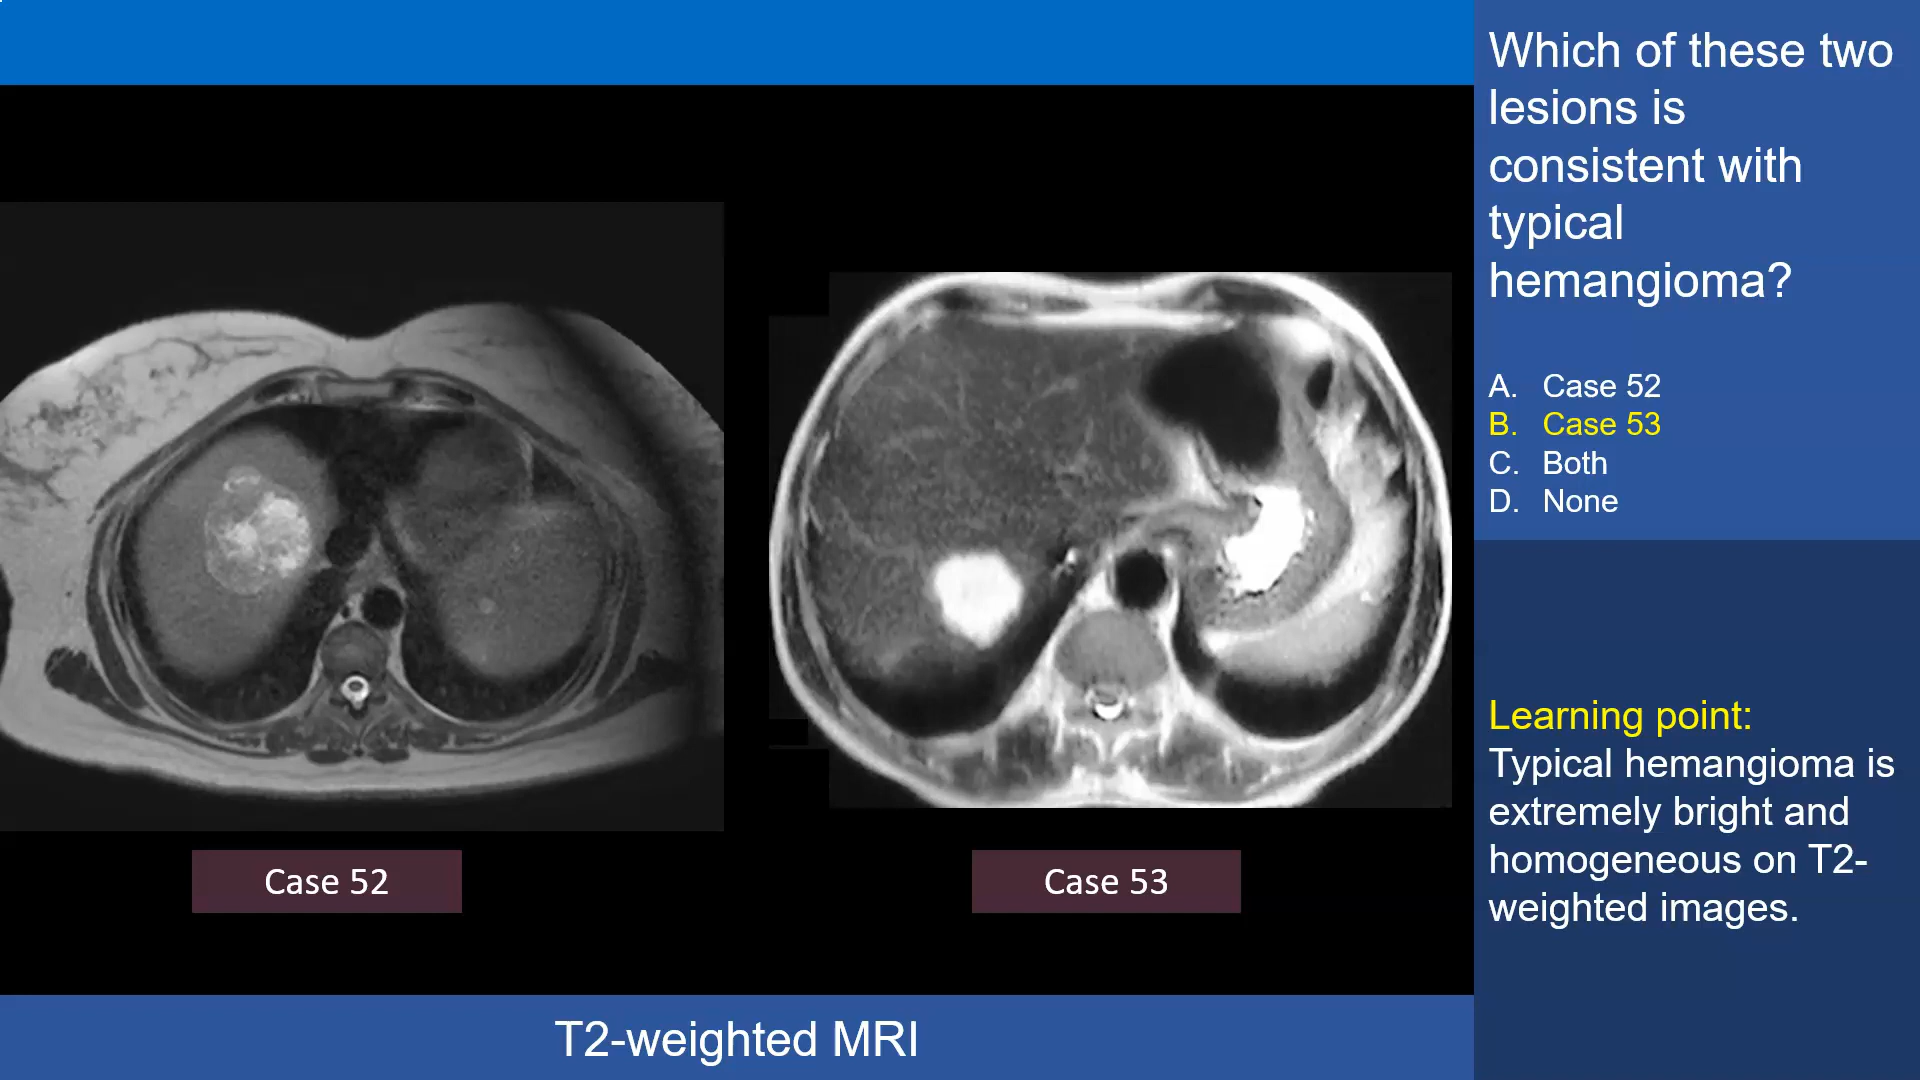 Which of these two
lesions is
consistent with
typical
hemangioma?
A. Case 52
B. Case 53
C. Both
D. None
Learning point:
Typical hemangioma is
extremely bright and
homogeneous on T2-
weighted images.
Case 52
Case 53
T2-weighted MRI